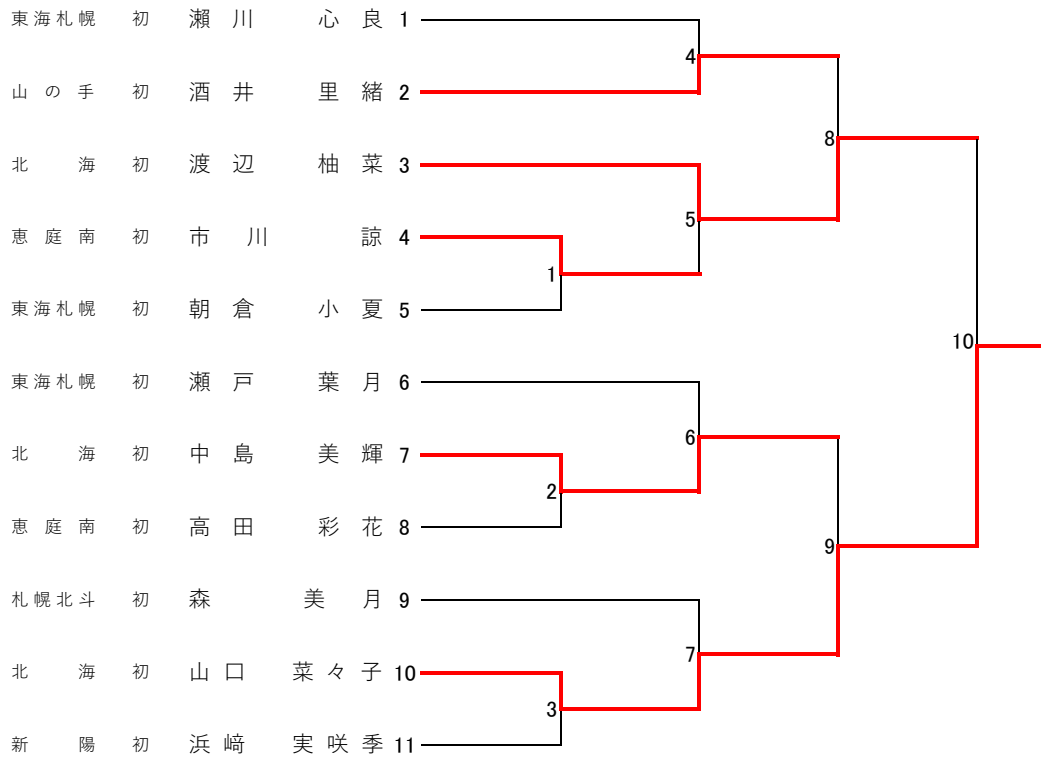 東海札幌 初 瀬川 心良 1
4
山の手 初 酒井 里緒 2
8
北海 初 渡辺 柚菜 3
5
恵庭南 初 市川 諒 4
1
東海札幌 初 朝倉 小夏 5
10
東海札幌 初 瀬戸 葉月 6
6
北海 初 中島 美輝 7
2
恵庭南 初 高田 彩花 8
9
札幌北斗 初 森 美月 9
7
北海 初 山口 菜々子 10
3
新陽 初 浜﨑 実咲季 11